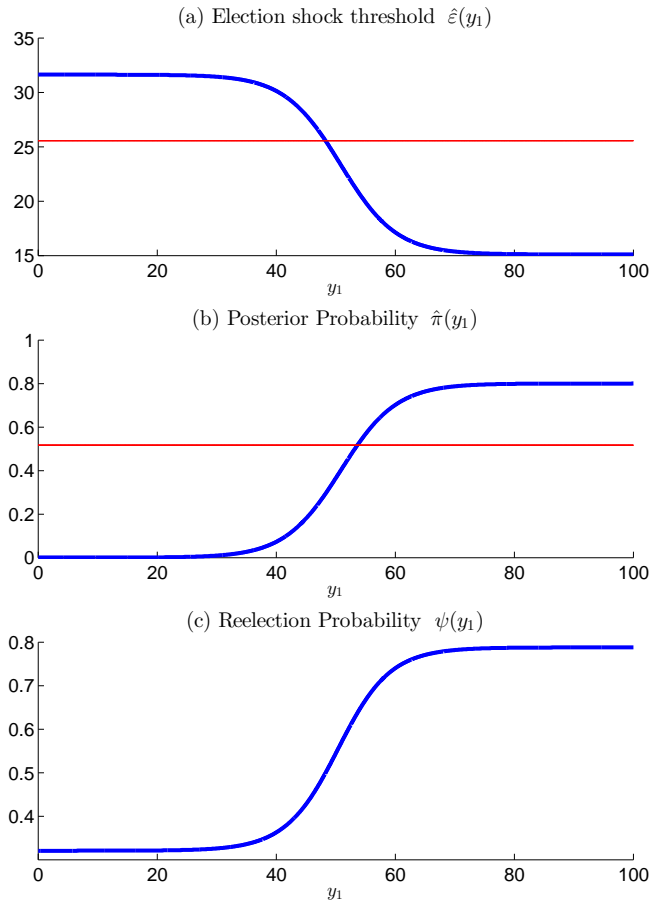 (a) Election shock threshold ε̂(y₁)
35
30
25
20
15
0 20 40 60 80 100
y₁
(b) Posterior Probability π̂(y₁)
1
0.8
0.6
0.4
0.2
0
0 20 40 60 80 100
y₁
(c) Reelection Probability ψ(y₁)
0.8
0.7
0.6
0.5
0.4
0 20 40 60 80 100
y₁